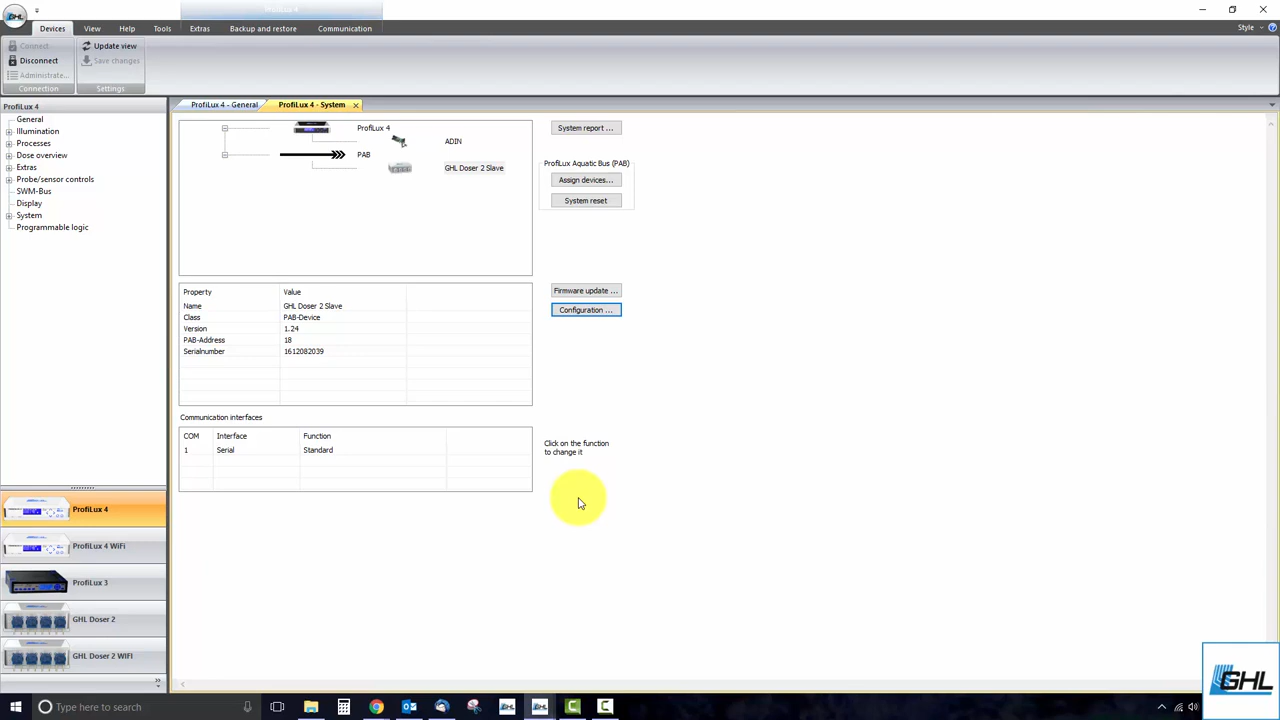 GHL
ProfiLux 4
Devices View Help Tools Extras Backup and restore Communication
Style
Connect
Disconnect
Administrate...
Connection
Update view
Save changes
Settings
ProfiLux 4
General
Illumination
Processes
Dose overview
Extras
Probe/sensor controls
SWM-Bus
Display
System
Programmable logic
ProfiLux 4
ProfiLux 4 WiFi
ProfiLux 3
GHL Doser 2
GHL Doser 2 WIFI
ProfiLux 4 - General
ProfiLux 4 - System
ProfiLux 4
ADIN
PAB
GHL Doser 2 Slave
System report ...
ProfiLux Aquatic Bus (PAB)
Assign devices...
System reset
Property Value
Name GHL Doser 2 Slave
Class PAB-Device
Version 1.24
PAB-Address 18
Serialnumber 1612082039
Firmware update ...
Configuration ...
Communication interfaces
COM Interface Function
1 Serial Standard
Click on the function
to change it
Type here to search
GHL